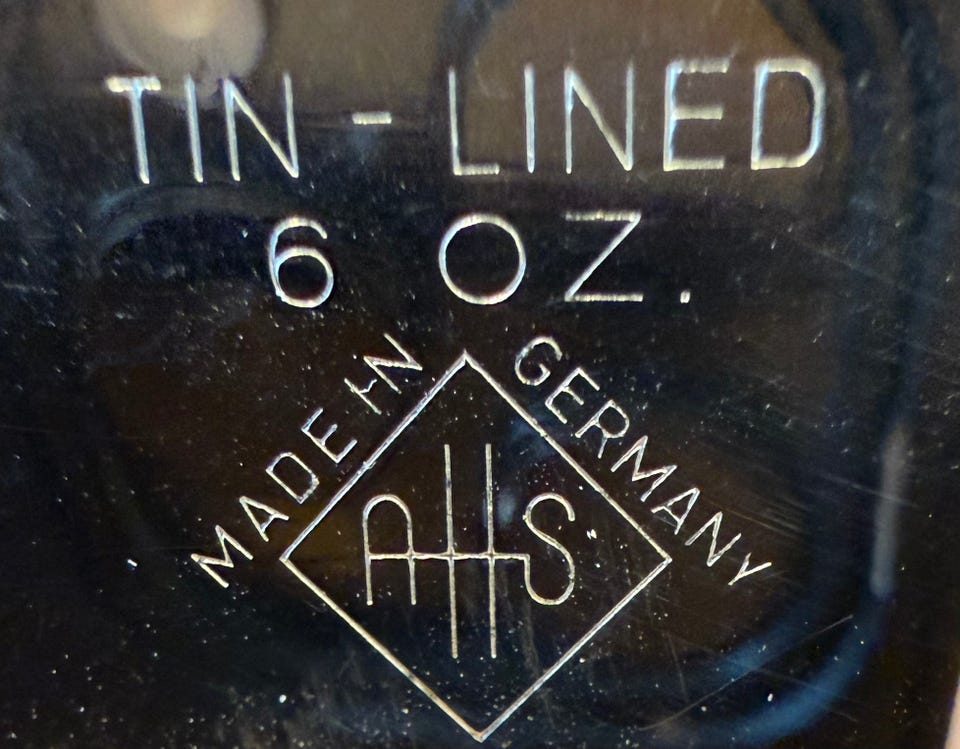 TIN-LINED
6 OZ.
MADE IN GERMANY
AHS